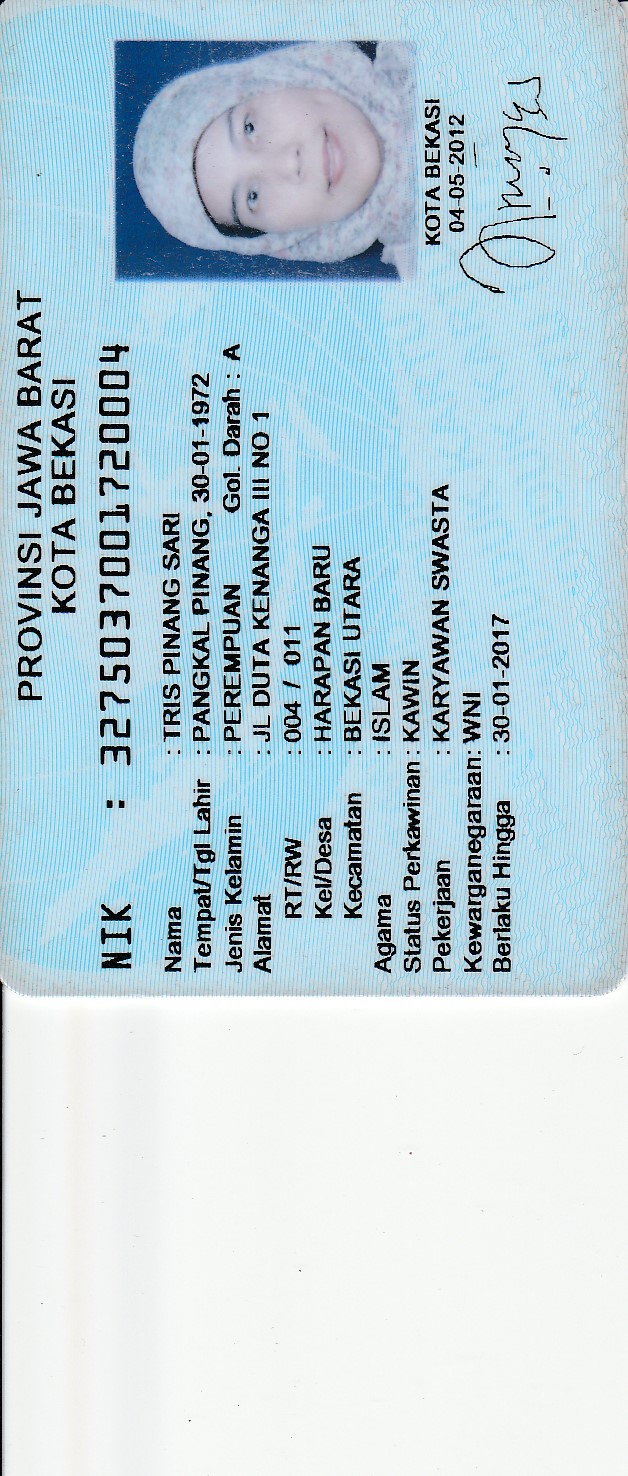 PROVINSI JAWA BARAT
KOTA BEKASI
NIK : 3275037001720004
Nama : TRIS PINANG SARI
Tempat/Tgl Lahir : PANGKAL PINANG, 30-01-1972
Jenis Kelamin : PEREMPUAN Gol. Darah : A
Alamat : JL DUTA KENANGA III NO 1
RT/RW : 004 / 011
Kel/Desa : HARAPAN BARU
Kecamatan : BEKASI UTARA
Agama : ISLAM
Status Perkawinan : KAWIN
Pekerjaan : KARYAWAN SWASTA
Kewarganegaraan: WNI
Berlaku Hingga : 30-01-2017
KOTA BEKASI
04-05-2012